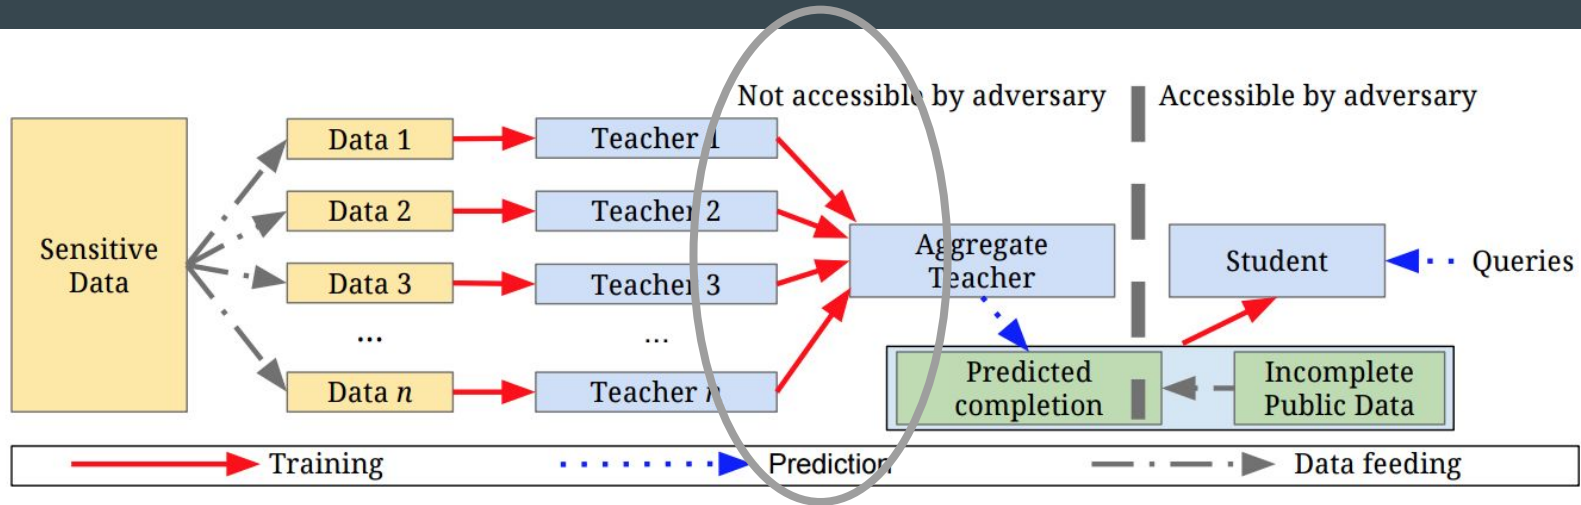 Not accessible by adversary
Accessible by adversary
Sensitive
Data
Data 1
Teacher 1
Data 2
Teacher 2
Data 3
Teacher 3
...
...
Data n
Teacher n
Aggregate
Teacher
Student
Queries
Predicted
completion
Incomplete
Public Data
Training
Prediction
Data feeding